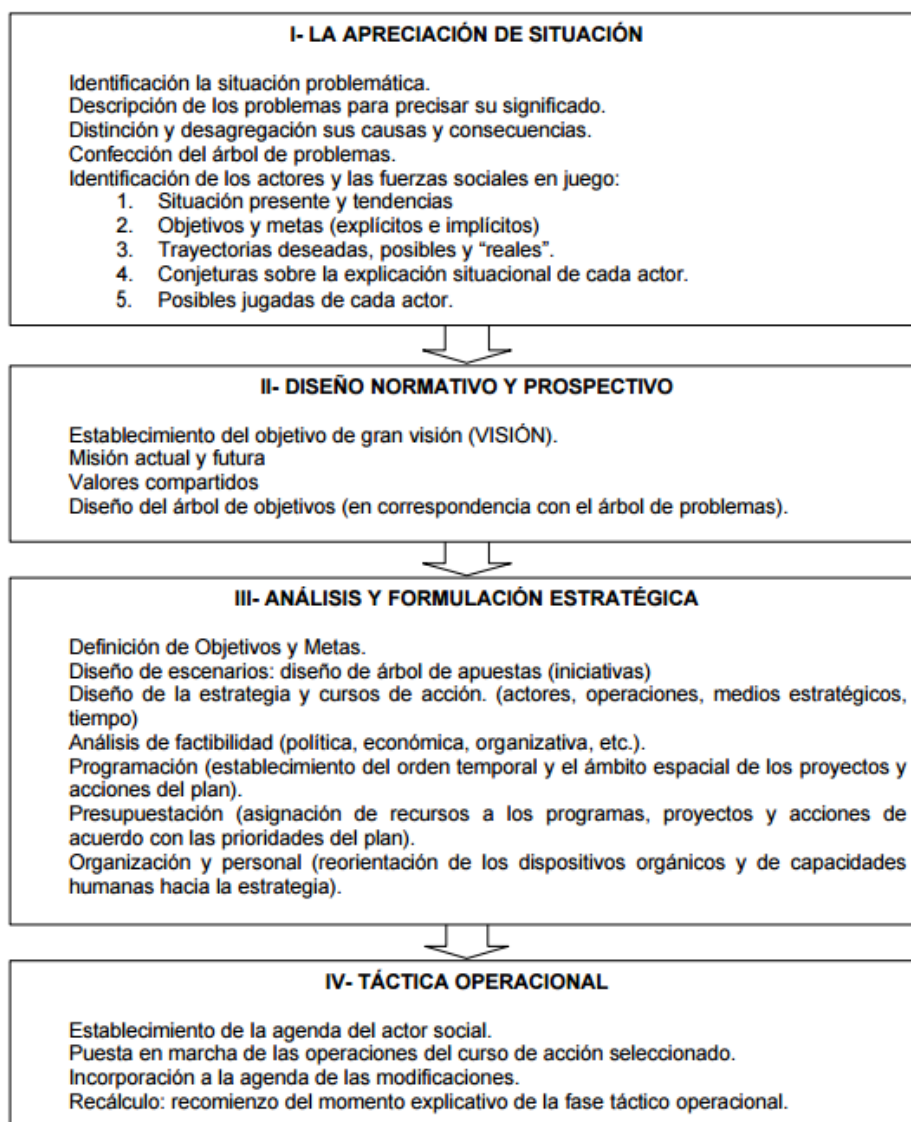 I- LA APRECIACIÓN DE SITUACIÓN
Identificación la situación problemática.
Descripción de los problemas para precisar su significado.
Distinción y desagregación sus causas y consecuencias.
Confección del árbol de problemas.
Identificación de los actores y las fuerzas sociales en juego:
1. Situación presente y tendencias
2. Objetivos y metas (explícitos e implícitos)
3. Trayectorias deseadas, posibles y “reales”.
4. Conjeturas sobre la explicación situacional de cada actor.
5. Posibles jugadas de cada actor.
II- DISEÑO NORMATIVO Y PROSPECTIVO
Establecimiento del objetivo de gran visión (VISIÓN).
Misión actual y futura
Valores compartidos
Diseño del árbol de objetivos (en correspondencia con el árbol de problemas).
III- ANÁLISIS Y FORMULACIÓN ESTRATÉGICA
Definición de Objetivos y Metas.
Diseño de escenarios: diseño de árbol de apuestas (iniciativas)
Diseño de la estrategia y cursos de acción. (actores, operaciones, medios estratégicos,
tiempo)
Análisis de factibilidad (política, económica, organizativa, etc.).
Programación (establecimiento del orden temporal y el ámbito espacial de los proyectos y
acciones del plan).
Presupuestación (asignación de recursos a los programas, proyectos y acciones de
acuerdo con las prioridades del plan).
Organización y personal (reorientación de los dispositivos orgánicos y de capacidades
humanas hacia la estrategia).
IV- TÁCTICA OPERACIONAL
Establecimiento de la agenda del actor social.
Puesta en marcha de las operaciones del curso de acción seleccionado.
Incorporación a la agenda de las modificaciones.
Recálculo: recomienzo del momento explicativo de la fase táctico operacional.